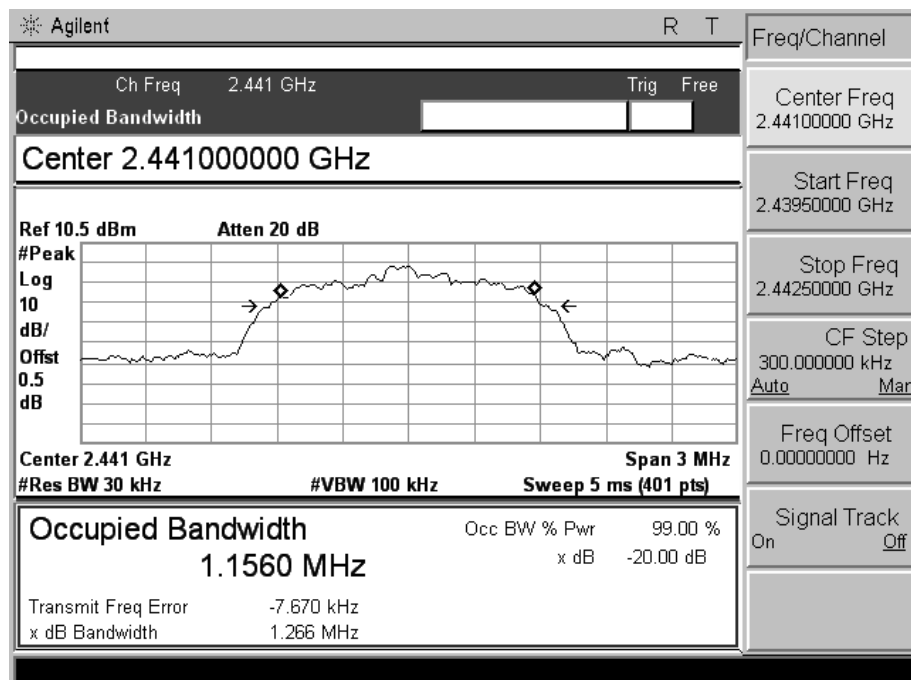 Agilent R T
Ch Freq 2.441 GHz Trig Free
Occupied Bandwidth
Center 2.441000000 GHz
Ref 10.5 dBm Atten 20 dB
#Peak
Log
10
dB/
Offst
0.5
dB
Center 2.441 GHz Span 3 MHz
#Res BW 30 kHz #VBW 100 kHz Sweep 5 ms (401 pts)
Occupied Bandwidth
1.1560 MHz
Occ BW % Pwr 99.00 %
x dB -20.00 dB
Transmit Freq Error -7.670 kHz
x dB Bandwidth 1.266 MHz
Freq/Channel
Center Freq
2.44100000 GHz
Start Freq
2.43950000 GHz
Stop Freq
2.44250000 GHz
CF Step
300.000000 kHz
Auto Man
Freq Offset
0.00000000 Hz
Signal Track
On Off